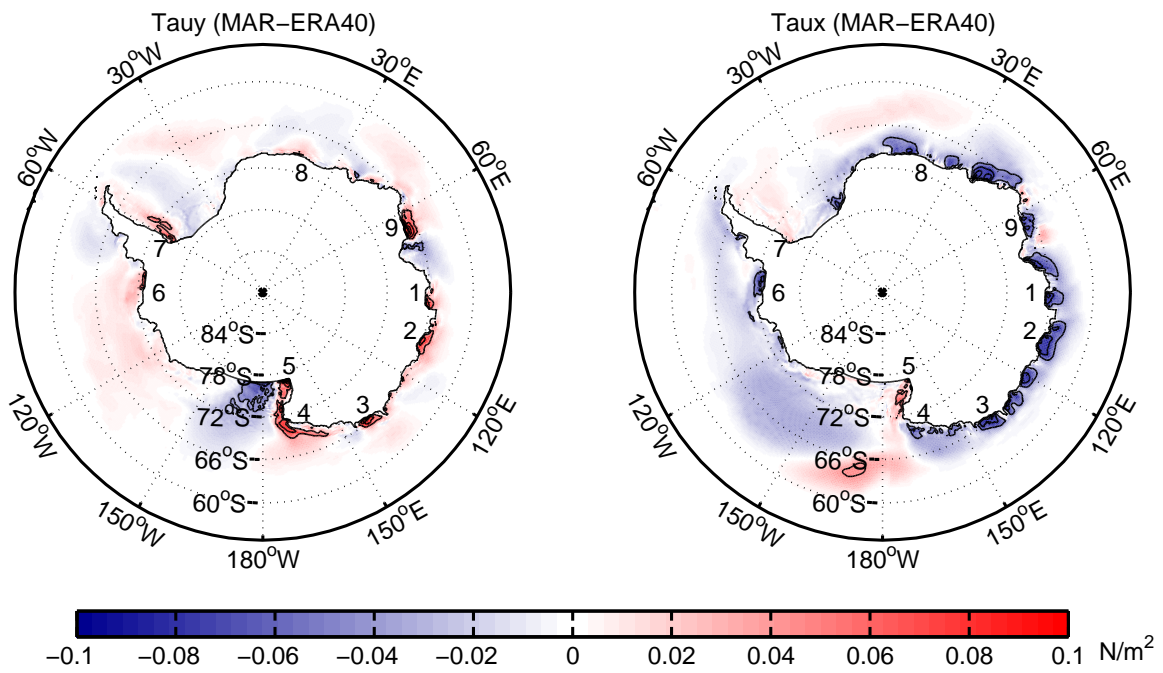 Tauy (MAR−ERA40)
30°W
30°E
60°W
60°E
120°W
120°E
150°W
150°E
180°W
84°S
78°S
72°S
66°S
60°S
8
9
7
6
1
2
5
4
3
Taux (MAR−ERA40)
30°W
30°E
60°W
60°E
120°W
120°E
150°W
150°E
180°W
84°S
78°S
72°S
66°S
60°S
8
9
7
6
1
2
5
4
3
−0.1 −0.08 −0.06 −0.04 −0.02 0 0.02 0.04 0.06 0.08 0.1 N/m²